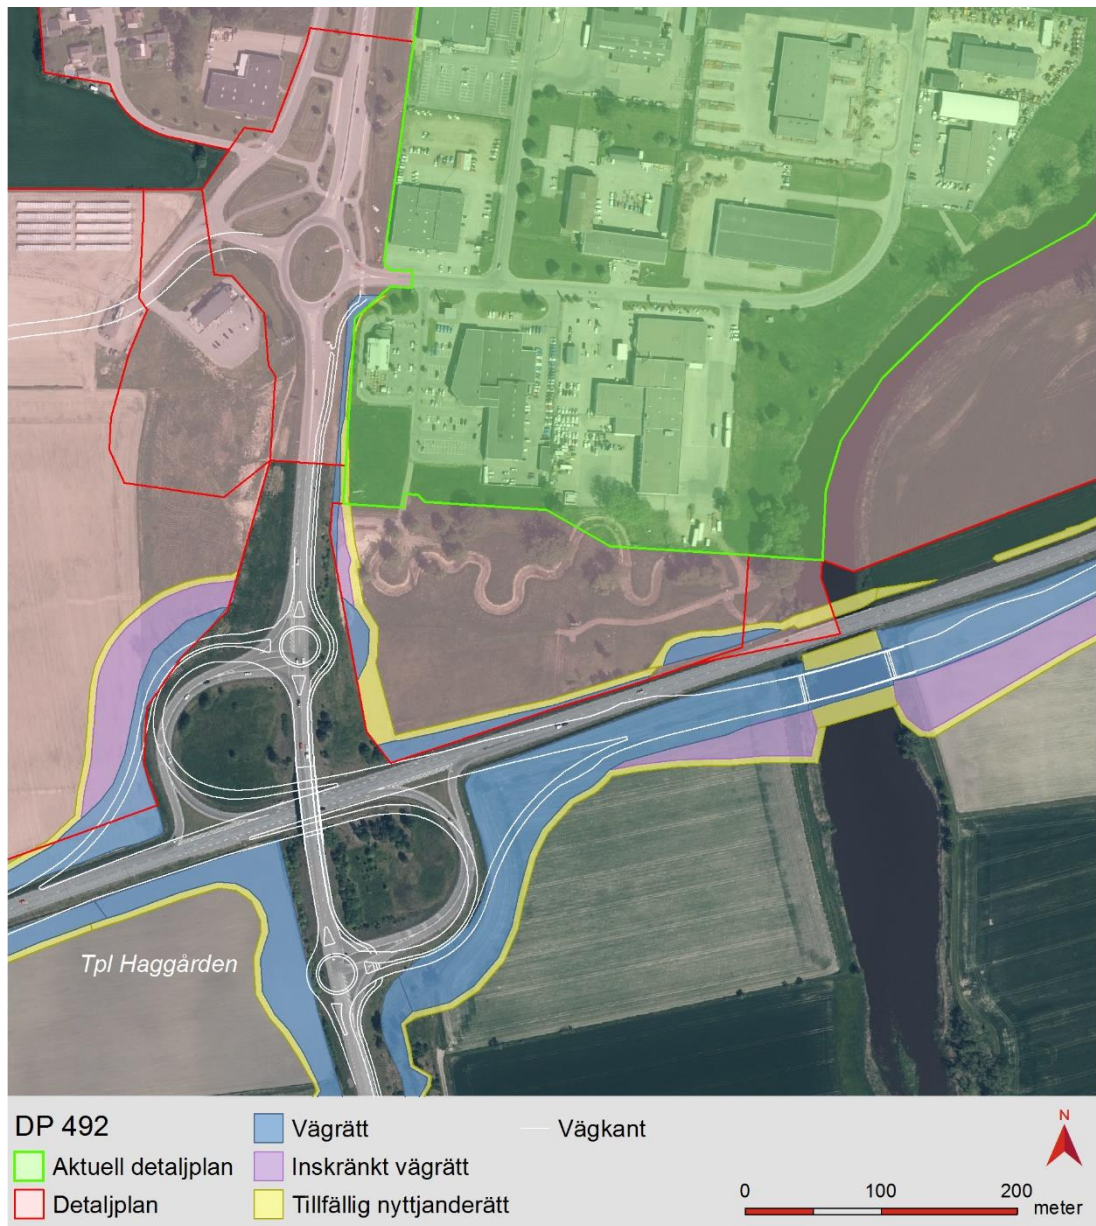 Tpl Haggården
DP 492
Aktuell detaljplan
Detaljplan
Vägrätt
Inskränkt vägrätt
Tillfällig nyttjanderätt
Vägkant
N
0 100 200
meter